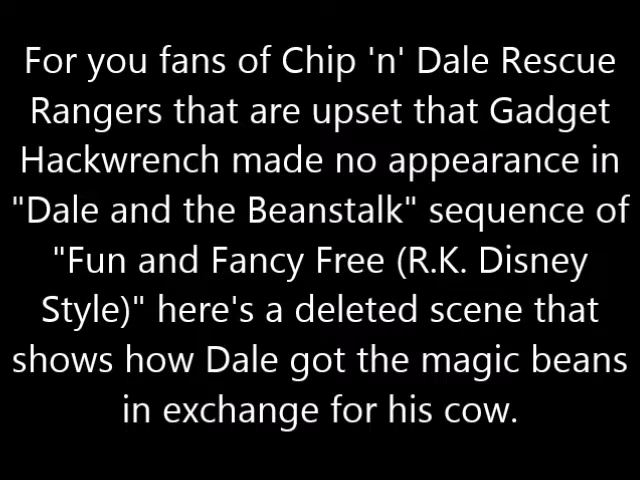 For you fans of Chip 'n' Dale Rescue
Rangers that are upset that Gadget
Hackwrench made no appearance in
"Dale and the Beanstalk" sequence of
"Fun and Fancy Free (R.K. Disney
Style)" here's a deleted scene that
shows how Dale got the magic beans
in exchange for his cow.